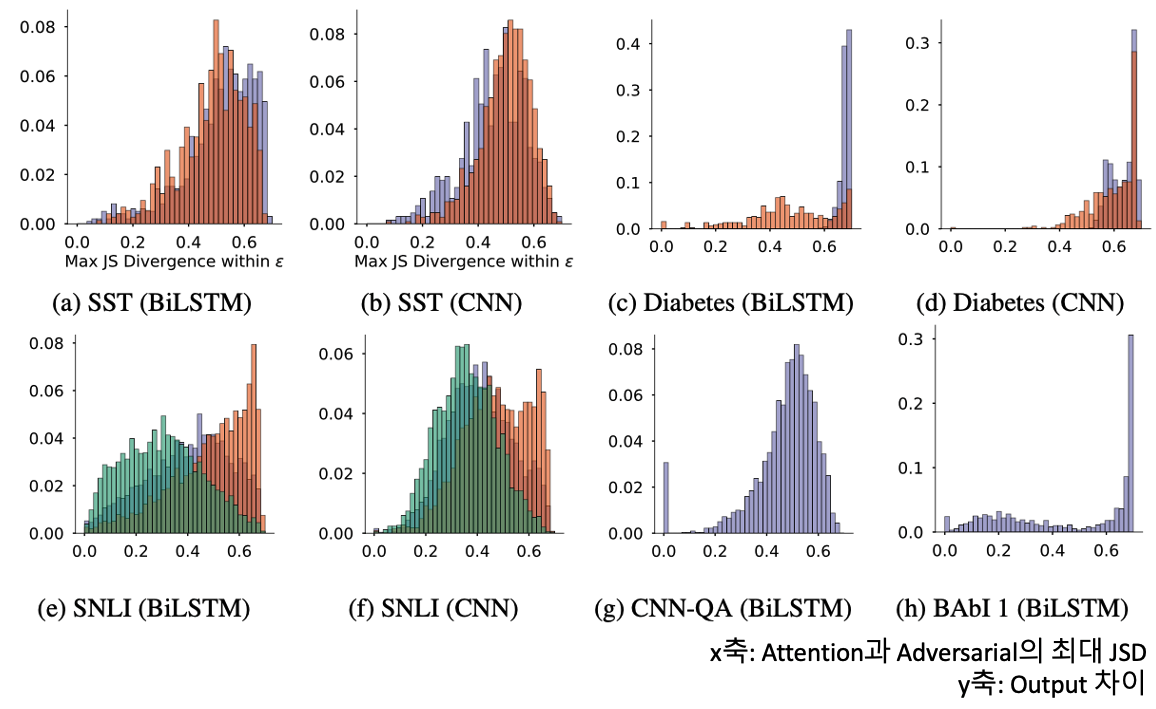 0.08
0.06
0.04
0.02
0.00
0.0 0.2 0.4 0.6
Max JS Divergence within ε
(a) SST (BiLSTM)
0.08
0.06
0.04
0.02
0.00
0.0 0.2 0.4 0.6
Max JS Divergence within ε
(b) SST (CNN)
0.4
0.3
0.2
0.1
0.0
0.0 0.2 0.4 0.6
(c) Diabetes (BiLSTM)
0.3
0.2
0.1
0.0
0.0 0.2 0.4 0.6
(d) Diabetes (CNN)
0.08
0.06
0.04
0.02
0.00
0.0 0.2 0.4 0.6
(e) SNLI (BiLSTM)
0.06
0.04
0.02
0.00
0.0 0.2 0.4 0.6
(f) SNLI (CNN)
0.08
0.06
0.04
0.02
0.00
0.0 0.2 0.4 0.6
(g) CNN-QA (BiLSTM)
0.3
0.2
0.1
0.0
0.0 0.2 0.4 0.6
(h) BAbI 1 (BiLSTM)
x축: Attention과 Adversarial의 최대 JSD
y축: Output 차이